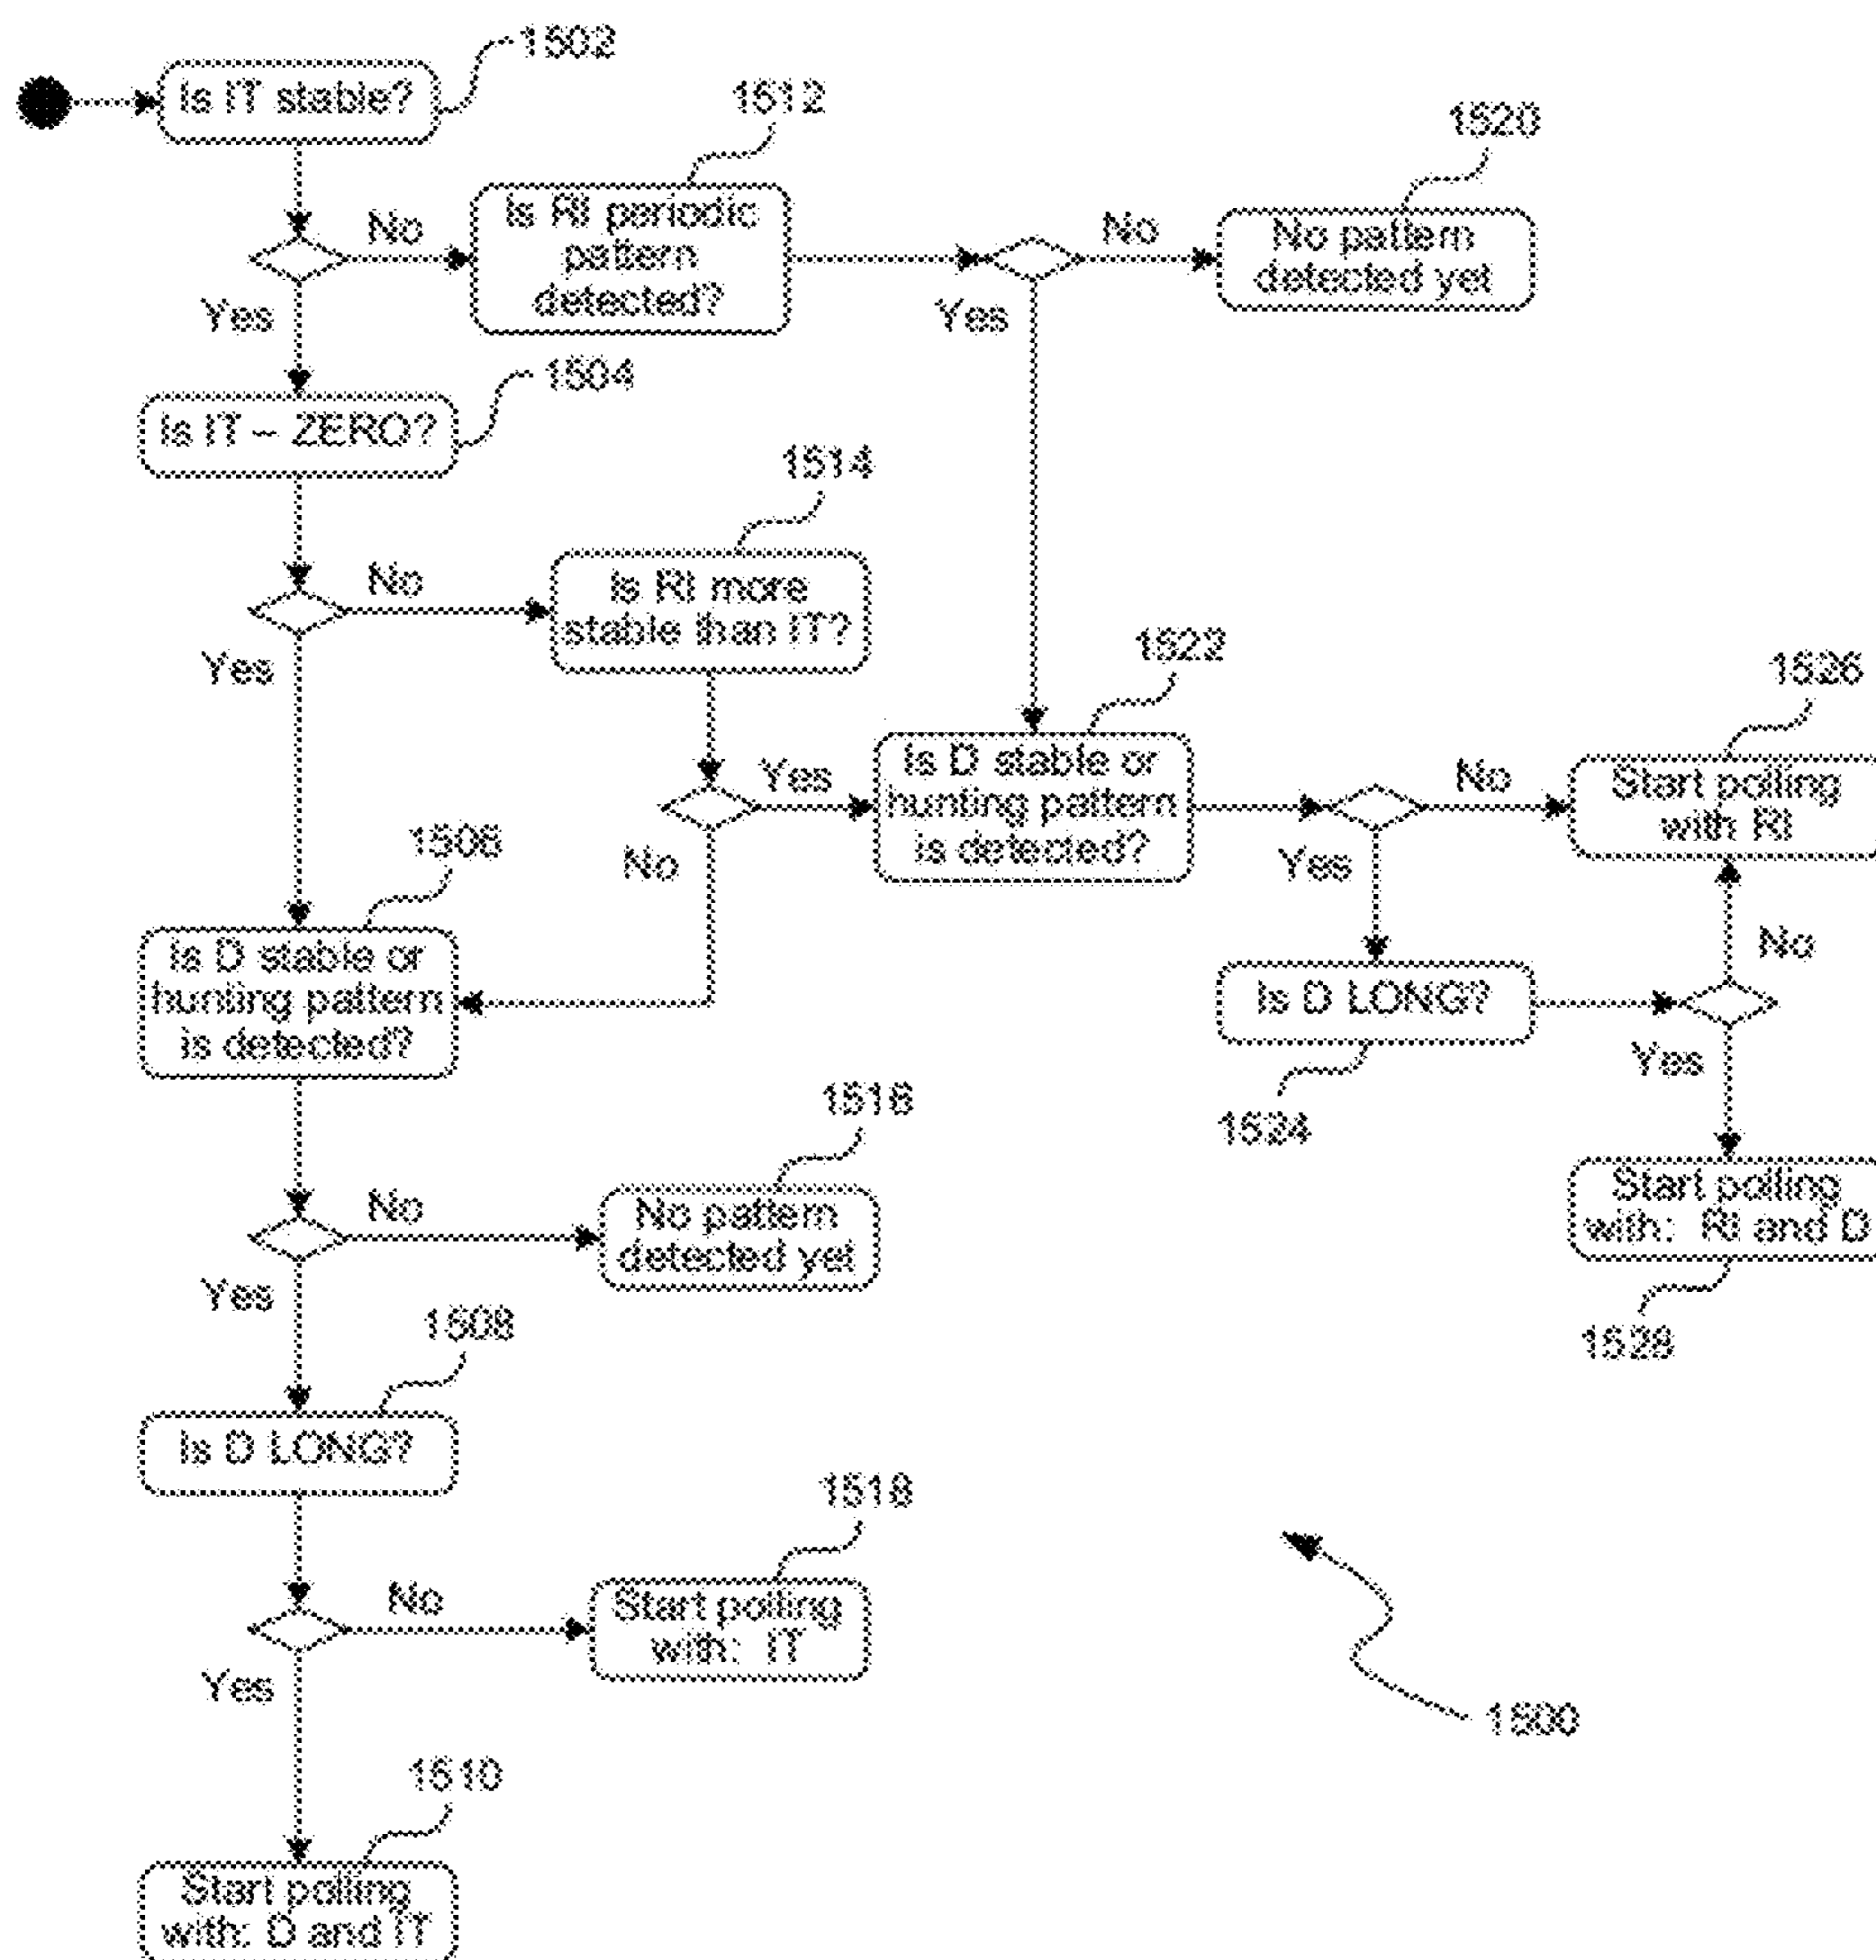 1502
Is IT stable?
1512
1520
No
Is RI periodic
pattern
detected?
No
No pattern
detected yet
Yes
Yes
1504
Is IT – ZERO?
1514
No
Is RI more
stable than IT?
Yes
1522
1526
Is D stable or
hunting pattern
is detected?
Yes
No
Start polling
with RI
No
Yes
1506
Is D stable or
hunting pattern
is detected?
Is D LONG?
No
Yes
1524
1516
Start polling
with: RI and D
1528
No
No pattern
detected yet
Yes
1508
Is D LONG?
1518
No
Start polling
with: IT
Yes
1500
1510
Start polling
with: D and IT